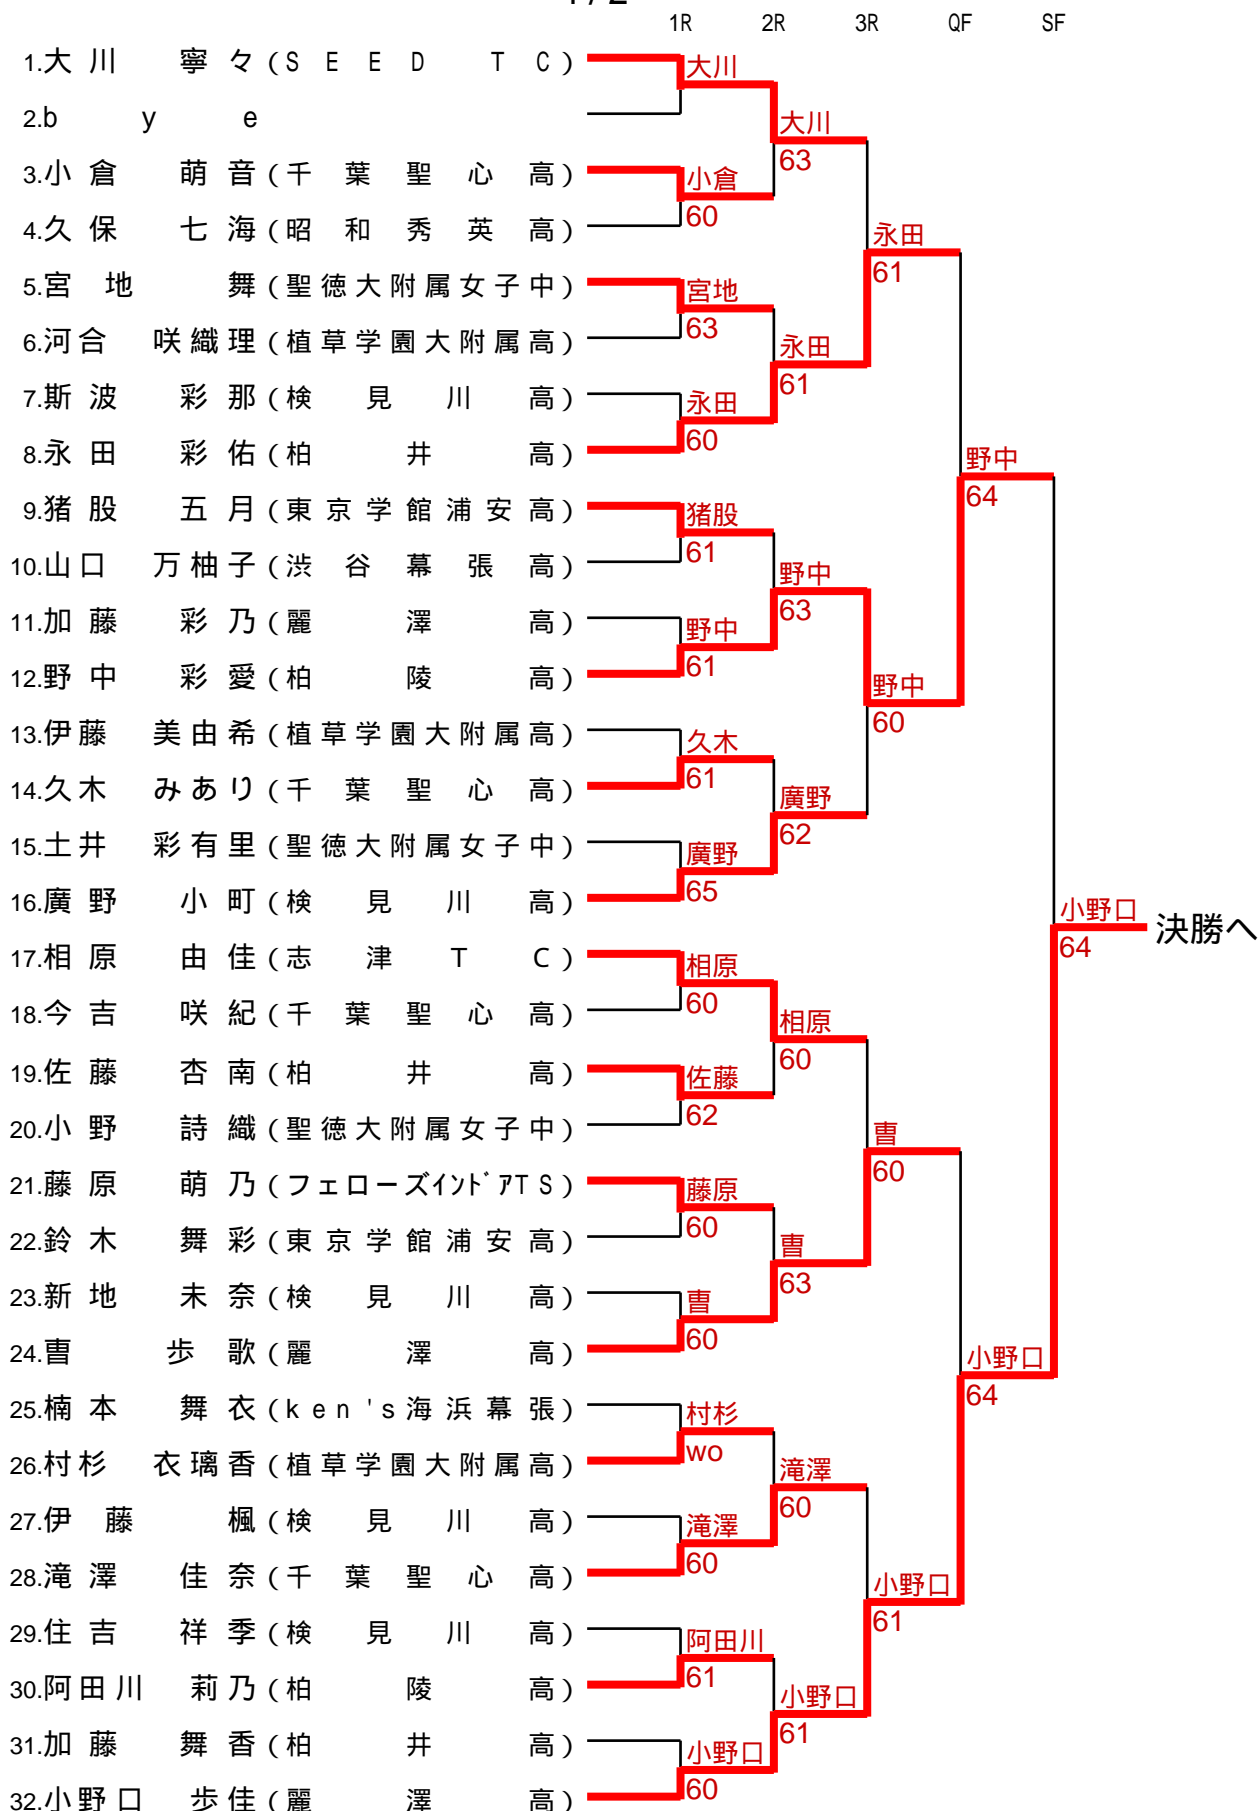 1/2
1R 2R 3R QF SF
1.大川 寧々(SEED TC)
2.bye
3.小倉 萌音(千葉聖心高)
4.久保 七海(昭和秀英高)
5.宮地 舞(聖徳大附属女子中)
6.河合 咲織理(植草学園大附属高)
7.斯波 彩那(検見川高)
8.永田 彩佑(柏井高)
9.猪股 五月(東京学館浦安高)
10.山口 万柚子(渋谷幕張高)
11.加藤 彩乃(麗澤高)
12.野中 彩愛(柏陵高)
13.伊藤 美由希(植草学園大附属高)
14.久木 みあり(千葉聖心高)
15.土井 彩有里(聖徳大附属女子中)
16.廣野 小町(検見川高)
17.相原 由佳(志津TC)
18.今吉 咲紀(千葉聖心高)
19.佐藤 杏南(柏井高)
20.小野 詩織(聖徳大附属女子中)
21.藤原 萌乃(フェローズインドアTS)
22.鈴木 舞彩(東京学館浦安高)
23.新地 未奈(検見川高)
24.曺 歩歌(麗澤高)
25.楠本 舞衣(ken's海浜幕張)
26.村杉 衣璃香(植草学園大附属高)
27.伊藤 楓(検見川高)
28.滝澤 佳奈(千葉聖心高)
29.住吉 祥季(検見川高)
30.阿田川 莉乃(柏陵高)
31.加藤 舞香(柏井高)
32.小野口 歩佳(麗澤高)
大川
小倉
60
宮地
63
永田
60
猪股
61
野中
61
久木
61
廣野
65
相原
60
佐藤
62
藤原
60
曺
60
村杉
wo
滝澤
60
阿田川
61
小野口
60
大川
63
永田
61
野中
63
廣野
62
相原
60
曺
63
滝澤
60
小野口
61
永田
61
野中
60
曺
60
小野口
61
野中
64
小野口
64
小野口
64
決勝へ